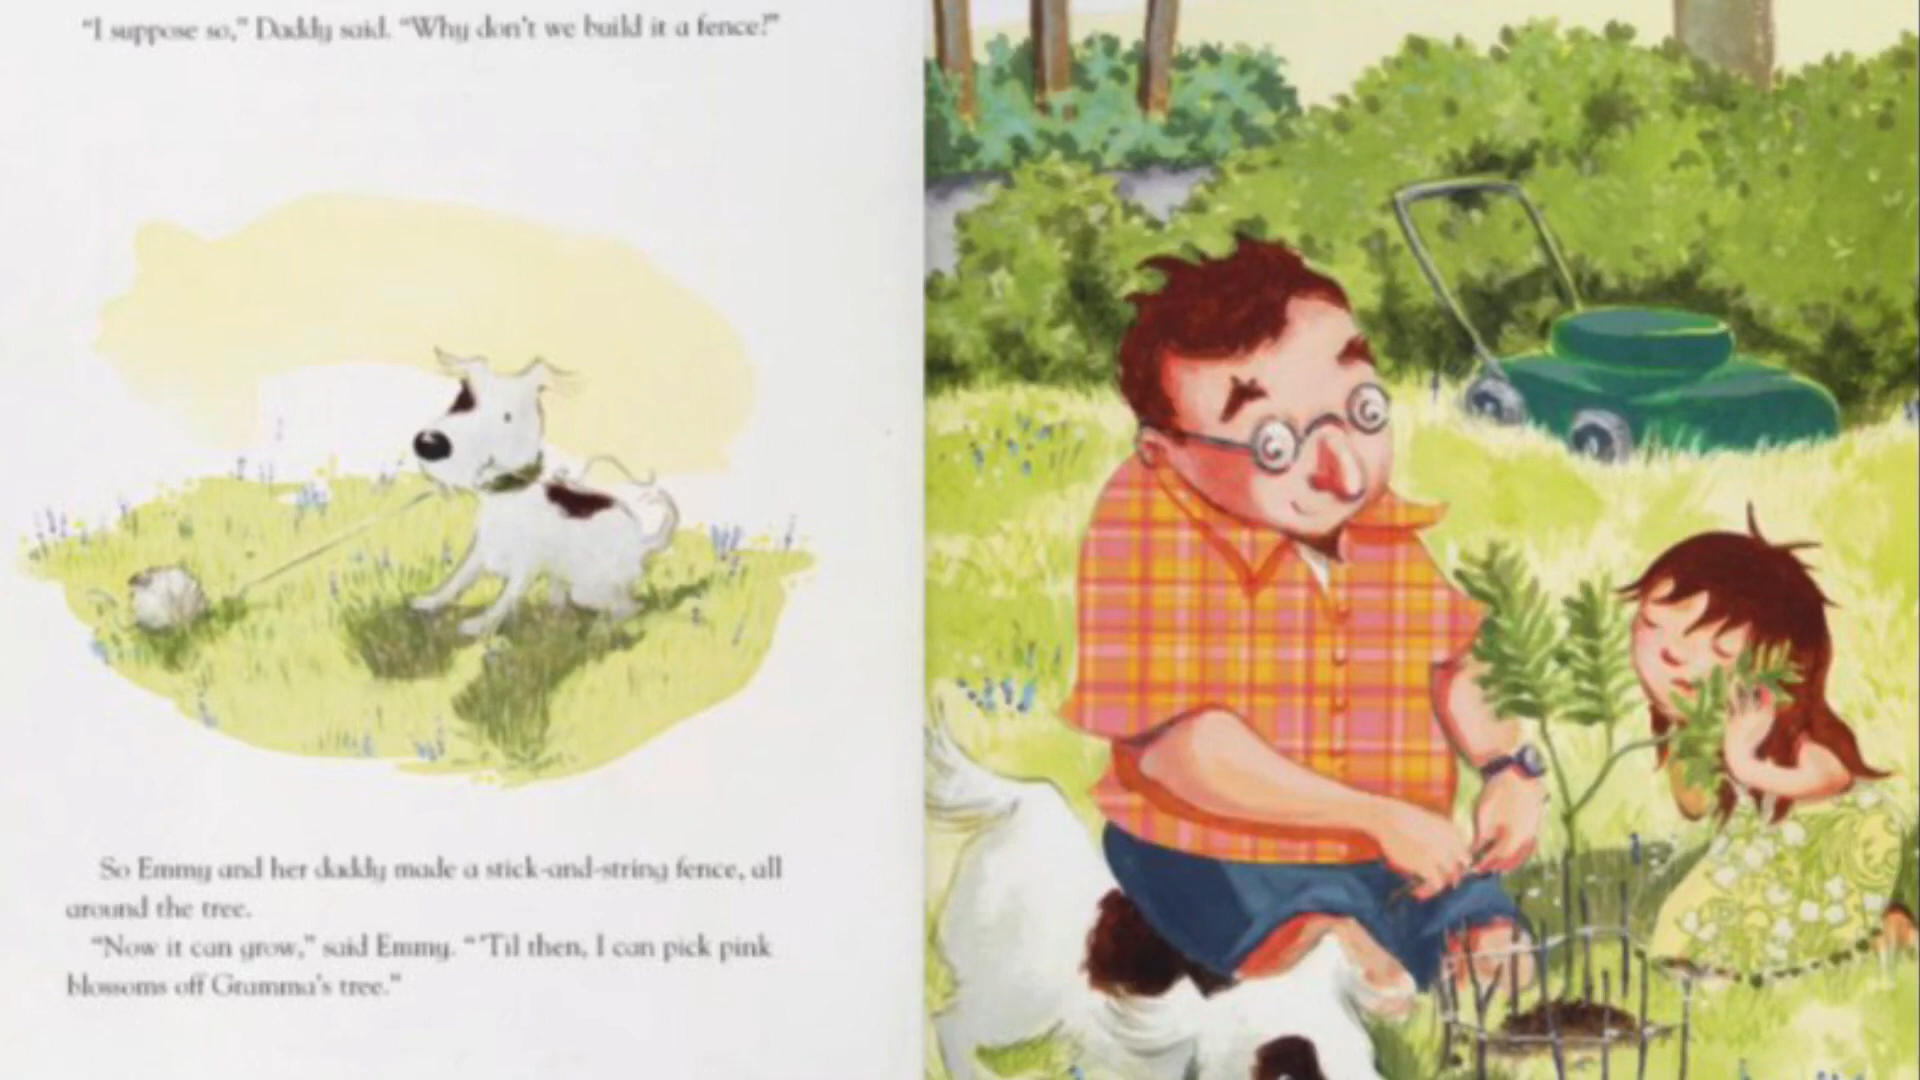 "I suppose so," Daddy said. "Why don't we build it a fence?"
So Emmy and her daddy made a stick-and-string fence, all
around the tree.
"Now it can grow," said Emmy. "'Til then, I can pick pink
blossoms off Gramma's tree."